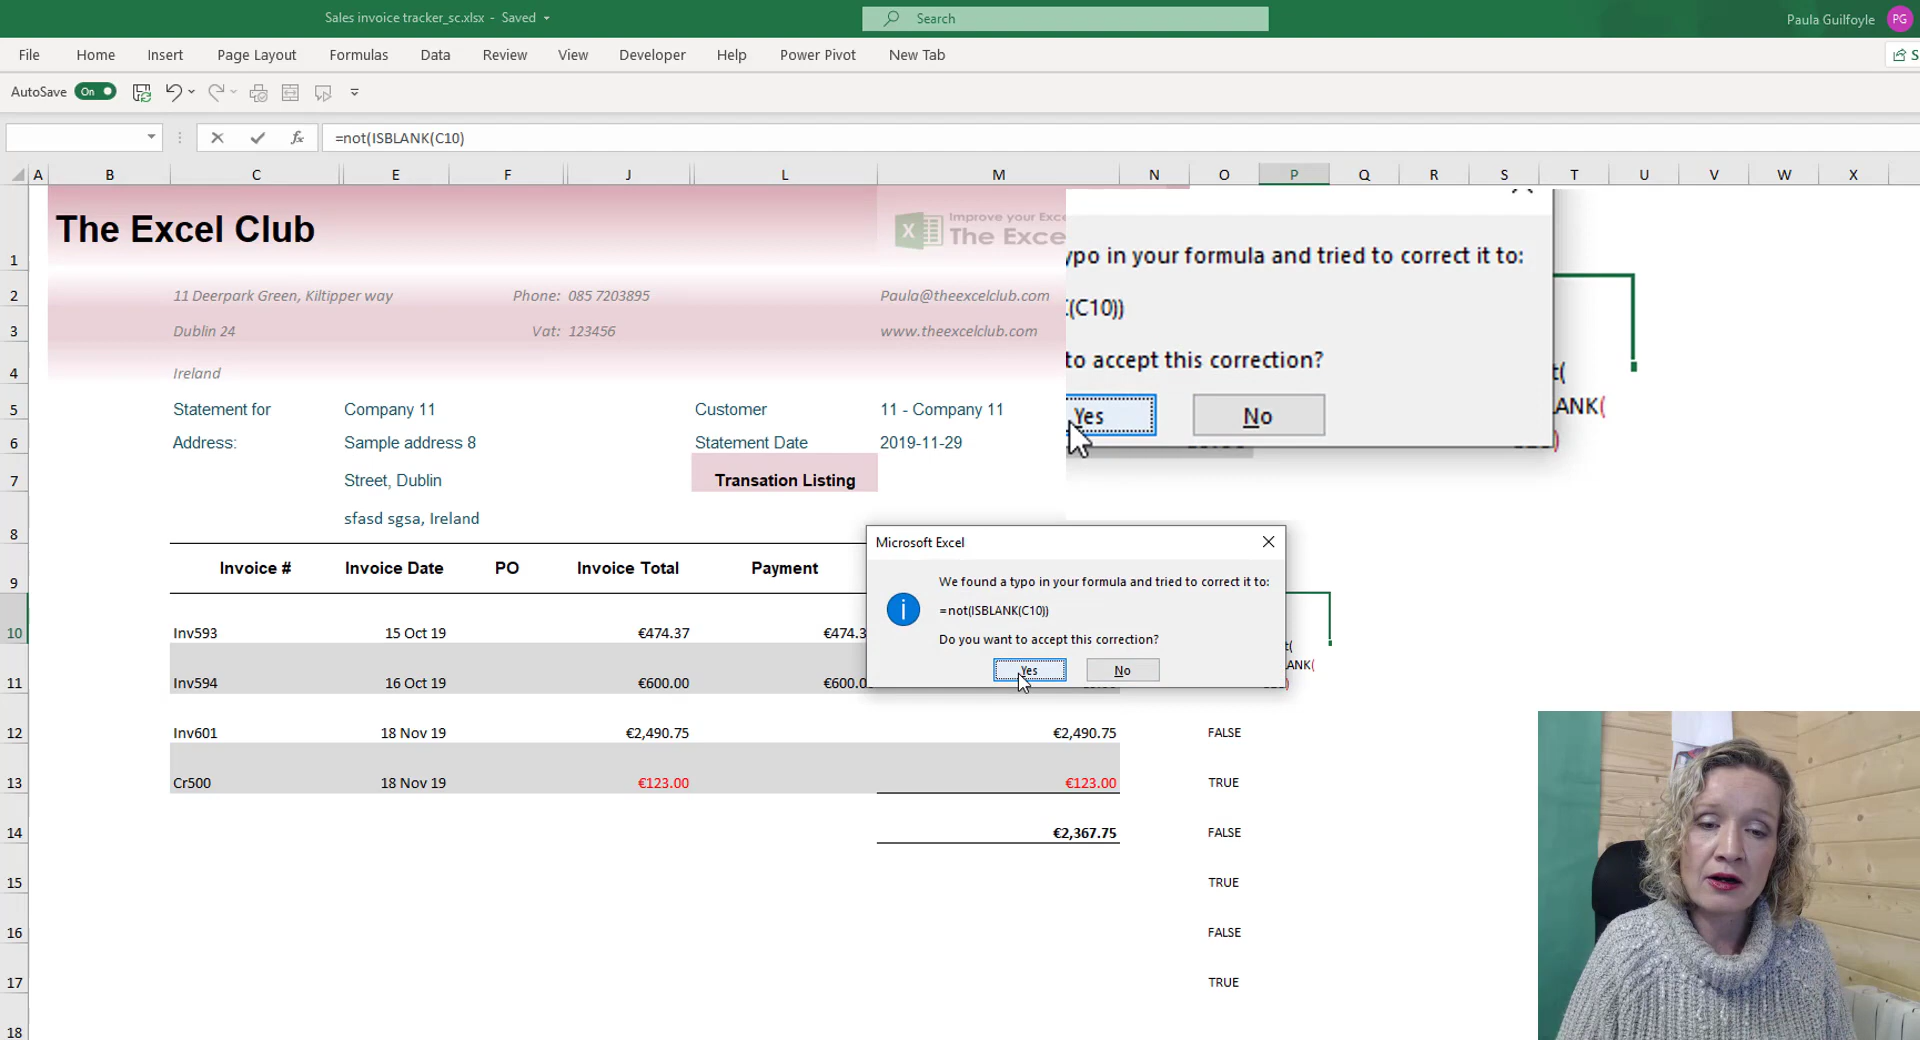 Sales invoice tracker_sc.xlsx - Saved
Search
Paula Guilfoyle PG
File Home Insert Page Layout Formulas Data Review View Developer Help Power Pivot New Tab S
AutoSave On
fx =not(ISBLANK(C10)
A B C E F J L M N O P Q R S T U V W X
1 The Excel Club
Improve your Exc
The Exce
2 11 Deerpark Green, Kiltipper way Phone: 085 7203895 Paula@theexcelclub.com
3 Dublin 24 Vat: 123456 www.theexcelclub.com
4 Ireland
5 Statement for Company 11 Customer 11 - Company 11
6 Address: Sample address 8 Statement Date 2019-11-29
7 Street, Dublin Transation Listing
8 sfasd sgsa, Ireland
typo in your formula and tried to correct it to:
(C10))
to accept this correction?
Yes No
t(
LANK(
)
9 Invoice # Invoice Date PO Invoice Total Payment
10 Inv593 15 Oct 19 €474.37 €474.3
11 Inv594 16 Oct 19 €600.00 €600.0
12 Inv601 18 Nov 19 €2,490.75 €2,490.75 FALSE
13 Cr500 18 Nov 19 €123.00 €123.00 TRUE
14 €2,367.75 FALSE
15 TRUE
16 FALSE
17 TRUE
18
Microsoft Excel
We found a typo in your formula and tried to correct it to:
=not(ISBLANK(C10))
Do you want to accept this correction?
Yes No
t(
LANK(
)